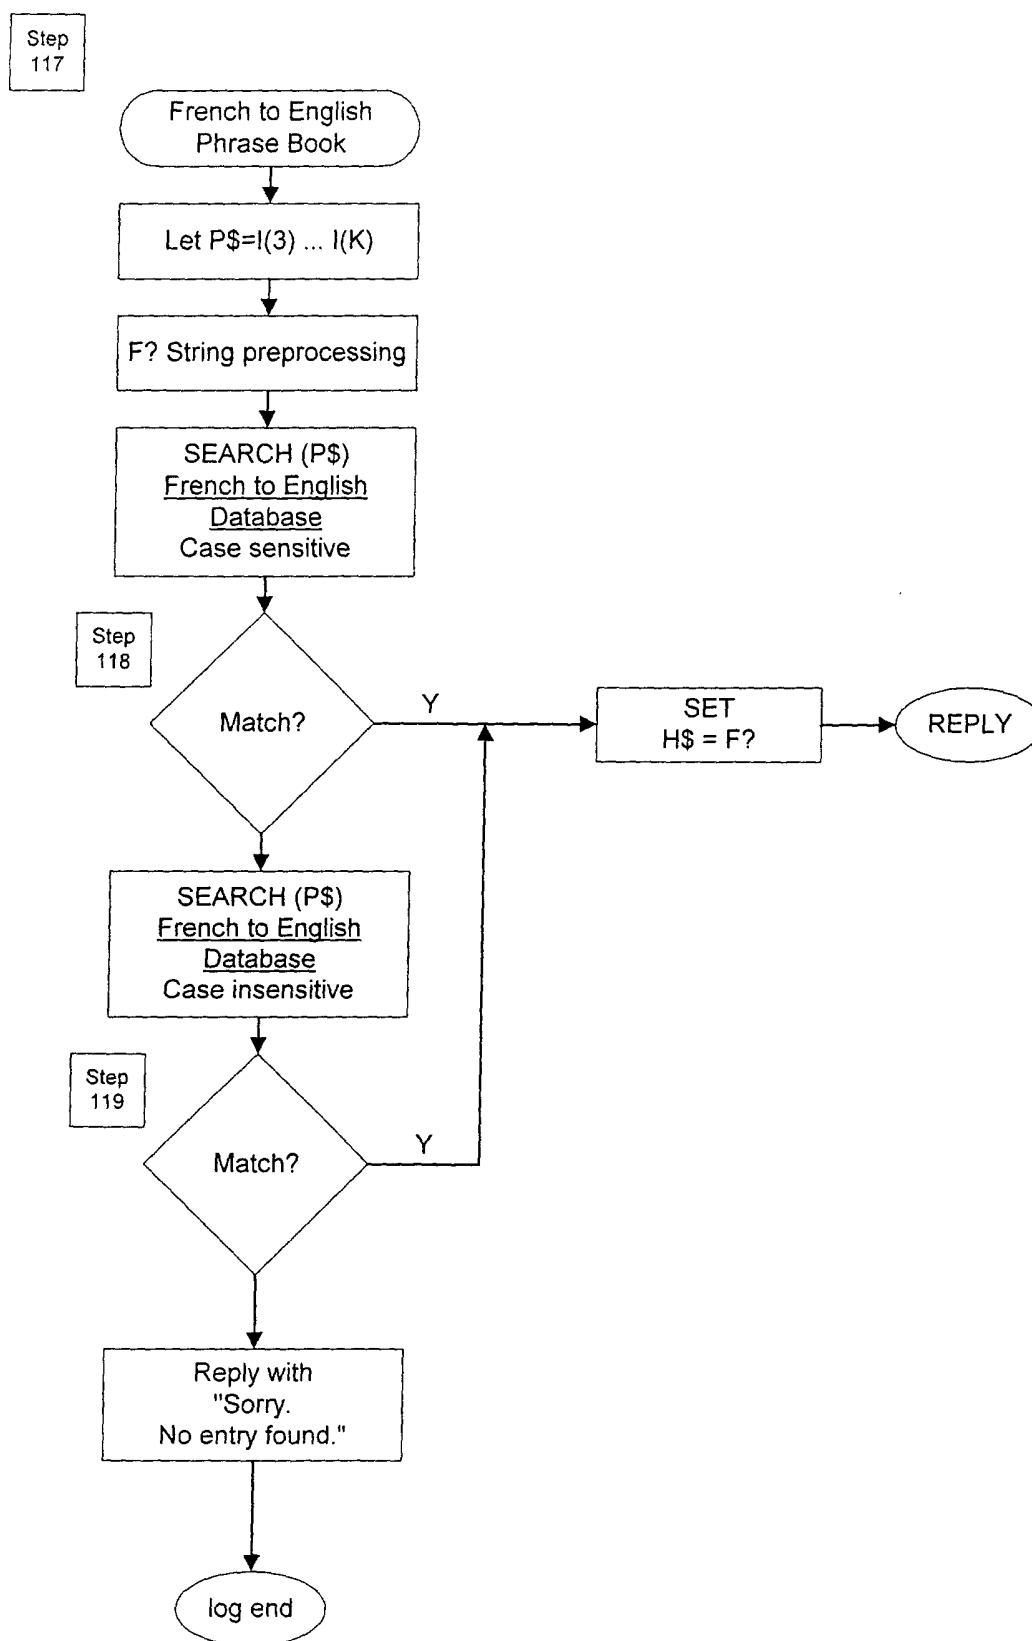 Step
117
French to English
Phrase Book
Let P$=I(3) ... I(K)
F? String preprocessing
SEARCH (P$)
French to English
Database
Case sensitive
Step
118
Match?
Y
SET
H$ = F?
REPLY
SEARCH (P$)
French to English
Database
Case insensitive
Step
119
Match?
Y
Reply with
"Sorry.
No entry found."
log end